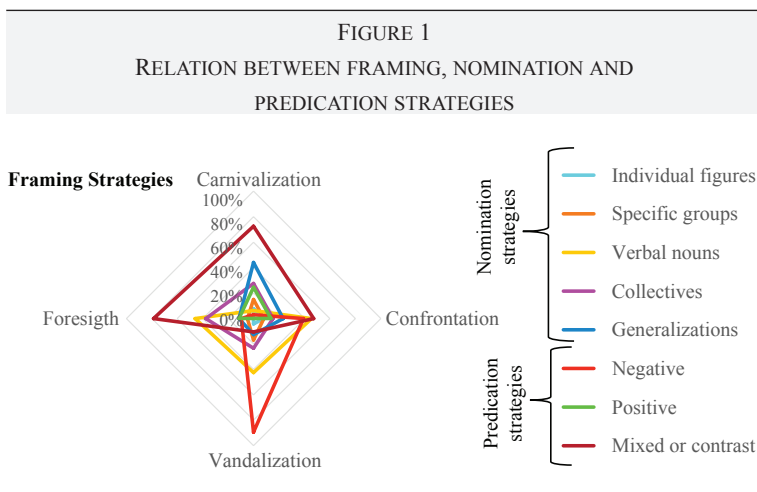 FIGURE 1
RELATION BETWEEN FRAMING, NOMINATION AND
PREDICATION STRATEGIES
Framing Strategies
Carnivalization
100%
80%
60%
40%
20%
0%
Foresigth
Confrontation
Vandalization
Nomination
strategies
Individual figures
Specific groups
Verbal nouns
Collectives
Generalizations
Predication
strategies
Negative
Positive
Mixed or contrast